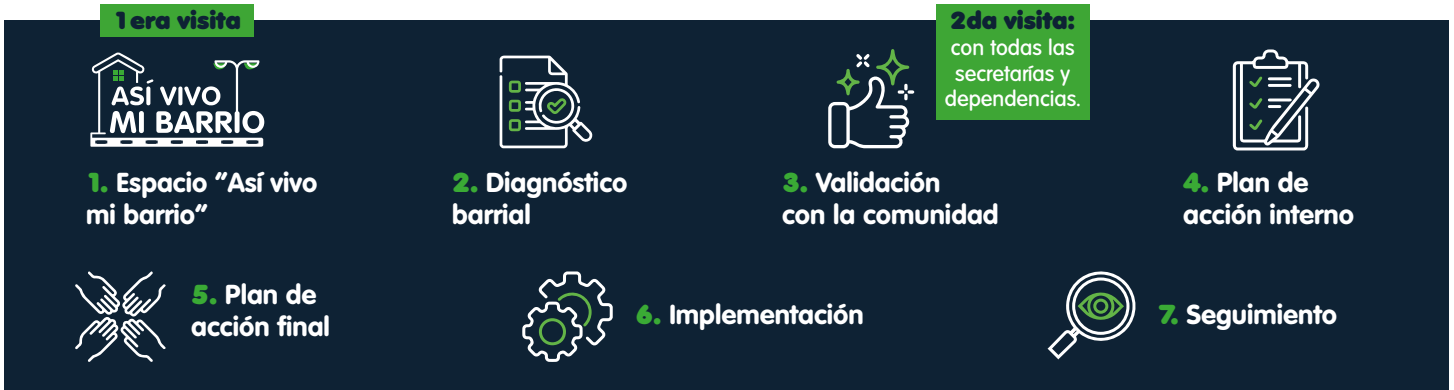 1era visita
ASÍ VIVO
MI BARRIO
1. Espacio "Así vivo
mi barrio"
2. Diagnóstico
barrial
2da visita:
con todas las
secretarías y
dependencias.
3. Validación
con la comunidad
4. Plan de
acción interno
5. Plan de
acción final
6. Implementación
7. Seguimiento